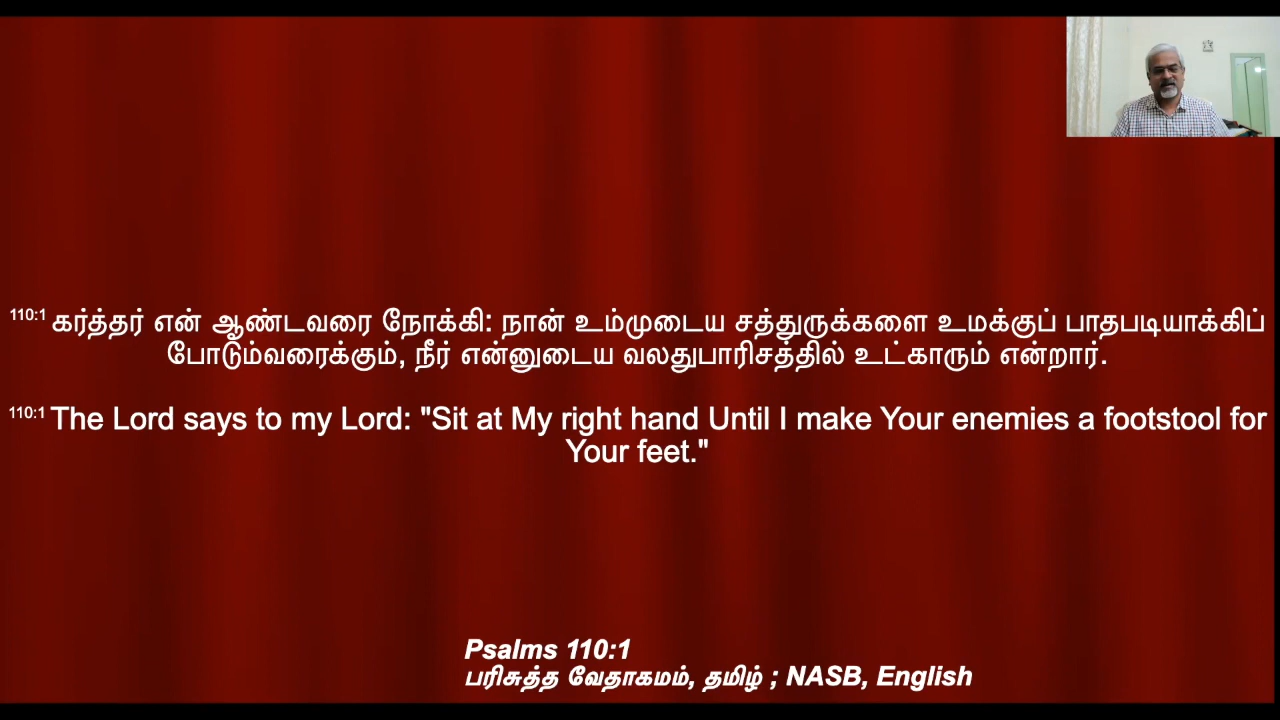 110:1 கர்த்தர் என் ஆண்டவரை நோக்கி: நான் உம்முடைய சத்துருக்களை உமக்குப் பாதபடியாக்கிப்
போடும்வரைக்கும், நீர் என்னுடைய வலதுபாரிசத்தில் உட்காரும் என்றார்.
110:1 The Lord says to my Lord: "Sit at My right hand Until I make Your enemies a footstool for
Your feet."
Psalms 110:1
பரிசுத்த வேதாகமம், தமிழ் ; NASB, English